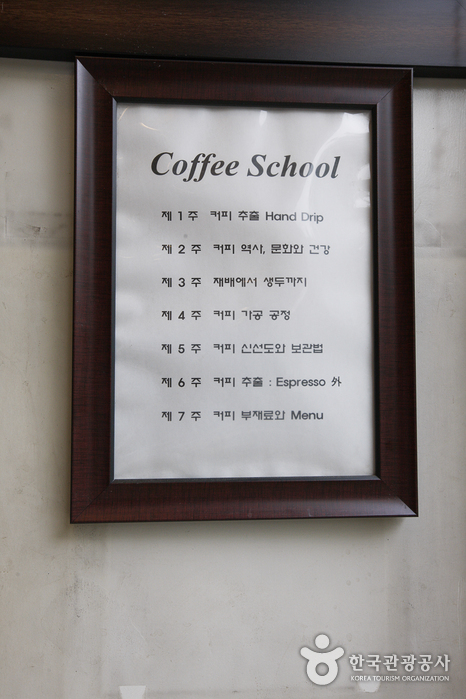 Coffee School
제 1 주 커피 추출 Hand Drip
제 2 주 커피 역사, 문화와 건강
제 3 주 재배에서 생두까지
제 4 주 커피 가공 공정
제 5 주 커피 신선도와 보관법
제 6 주 커피 추출 : Espresso 外
제 7 주 커피 부재료와 Menu
한국관광공사
KOREA TOURISM ORGANIZATION